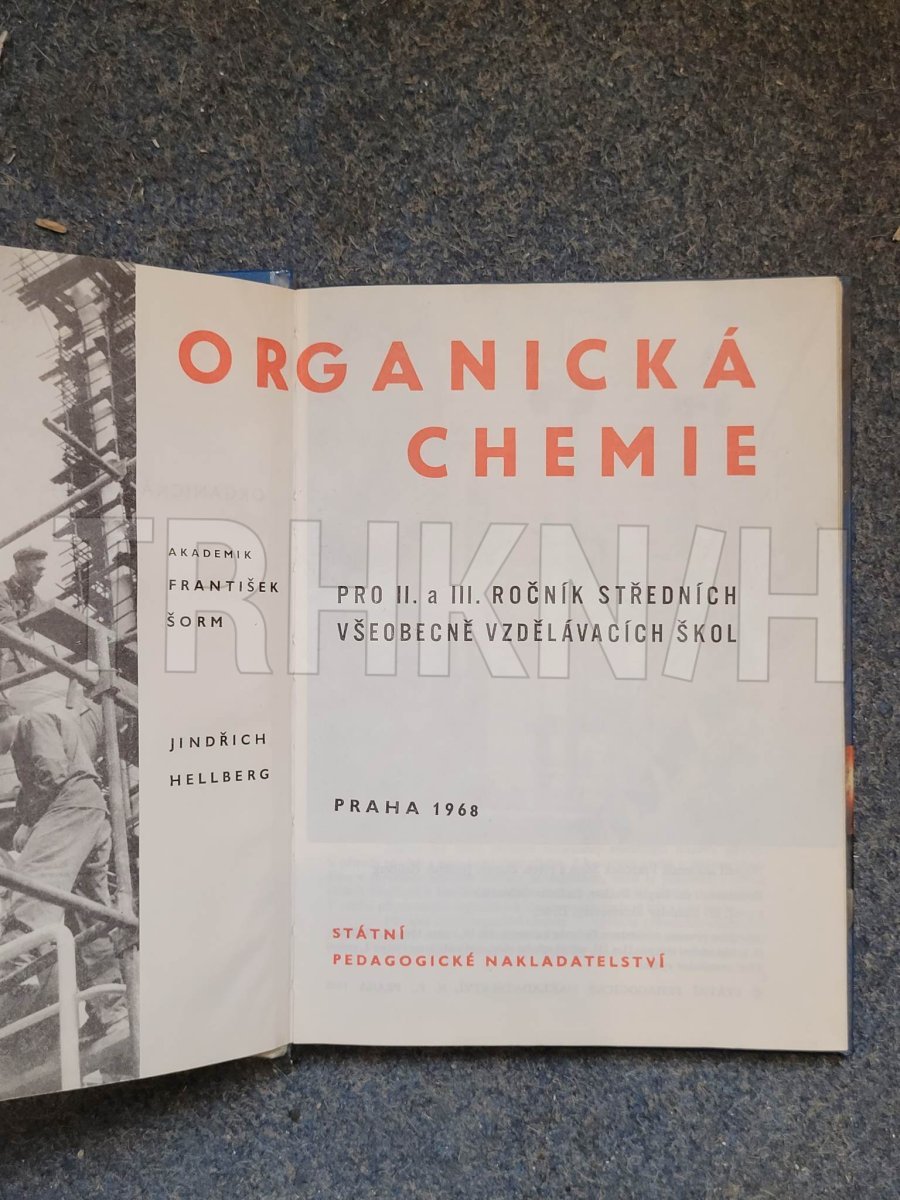 ORGANICKÁ
CHEMIE
AKADEMIK
FRANTIŠEK
ŠORM
JINDŘICH
HELLBERG
PRO II. a III. ROČNÍK STŘEDNÍCH
VŠEOBECNĚ VZDĚLÁVACÍCH ŠKOL
PRAHA 1968
STÁTNÍ
PEDAGOGICKÉ NAKLADATELSTVÍ
TRHKN/H